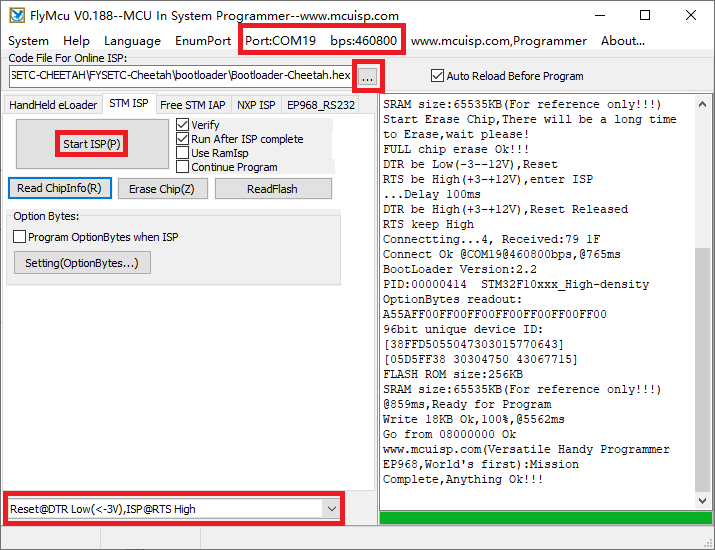 FlyMcu V0.188--MCU In System Programmer--www.mcuisp.com
System Help Language EnumPort Port:COM19 bps:460800 www.mcuisp.com,Programmer About...
Code File For Online ISP:
SETC-CHEETAH\FYSETC-Cheetah\bootloader\Bootloader-Cheetah.hex ... Auto Reload Before Program
HandHeld eLoader STM ISP Free STM IAP NXP ISP EP968_RS232
Start ISP(P)
Verify
Run After ISP complete
Use RamIsp
Continue Program
Read ChipInfo(R) Erase Chip(Z) ReadFlash
Option Bytes:
Program OptionBytes when ISP
Setting(OptionBytes...)
Reset@DTR Low(<-3V),ISP@RTS High
SRAM size:65535KB(For reference only!!!)
Start Erase Chip,There will be a long time
to Erase,wait please!
FULL chip erase Ok!!!
DTR be Low(-3--12V),Reset
RTS be High(+3-+12V),enter ISP
...Delay 100ms
DTR be High(+3-+12V),Reset Released
RTS keep High
Connectting...4, Received:79 1F
Connect Ok @COM19@460800bps,@765ms
BootLoader Version:2.2
PID:00000414 STM32F10xxx_High-density
OptionBytes readout:
A55AFF00FF00FF00FF00FF00FF00FF00
96bit unique device ID:
[38FFD5055047303015770643]
[05D5FF38 30304750 43067715]
FLASH ROM size:256KB
SRAM size:65535KB(For reference only!!!)
@859ms,Ready for Program
Write 18KB Ok,100%,@5562ms
Go from 08000000 Ok
www.mcuisp.com(Versatile Handy Programmer
EP968,World's first):Mission
Complete,Anything Ok!!!